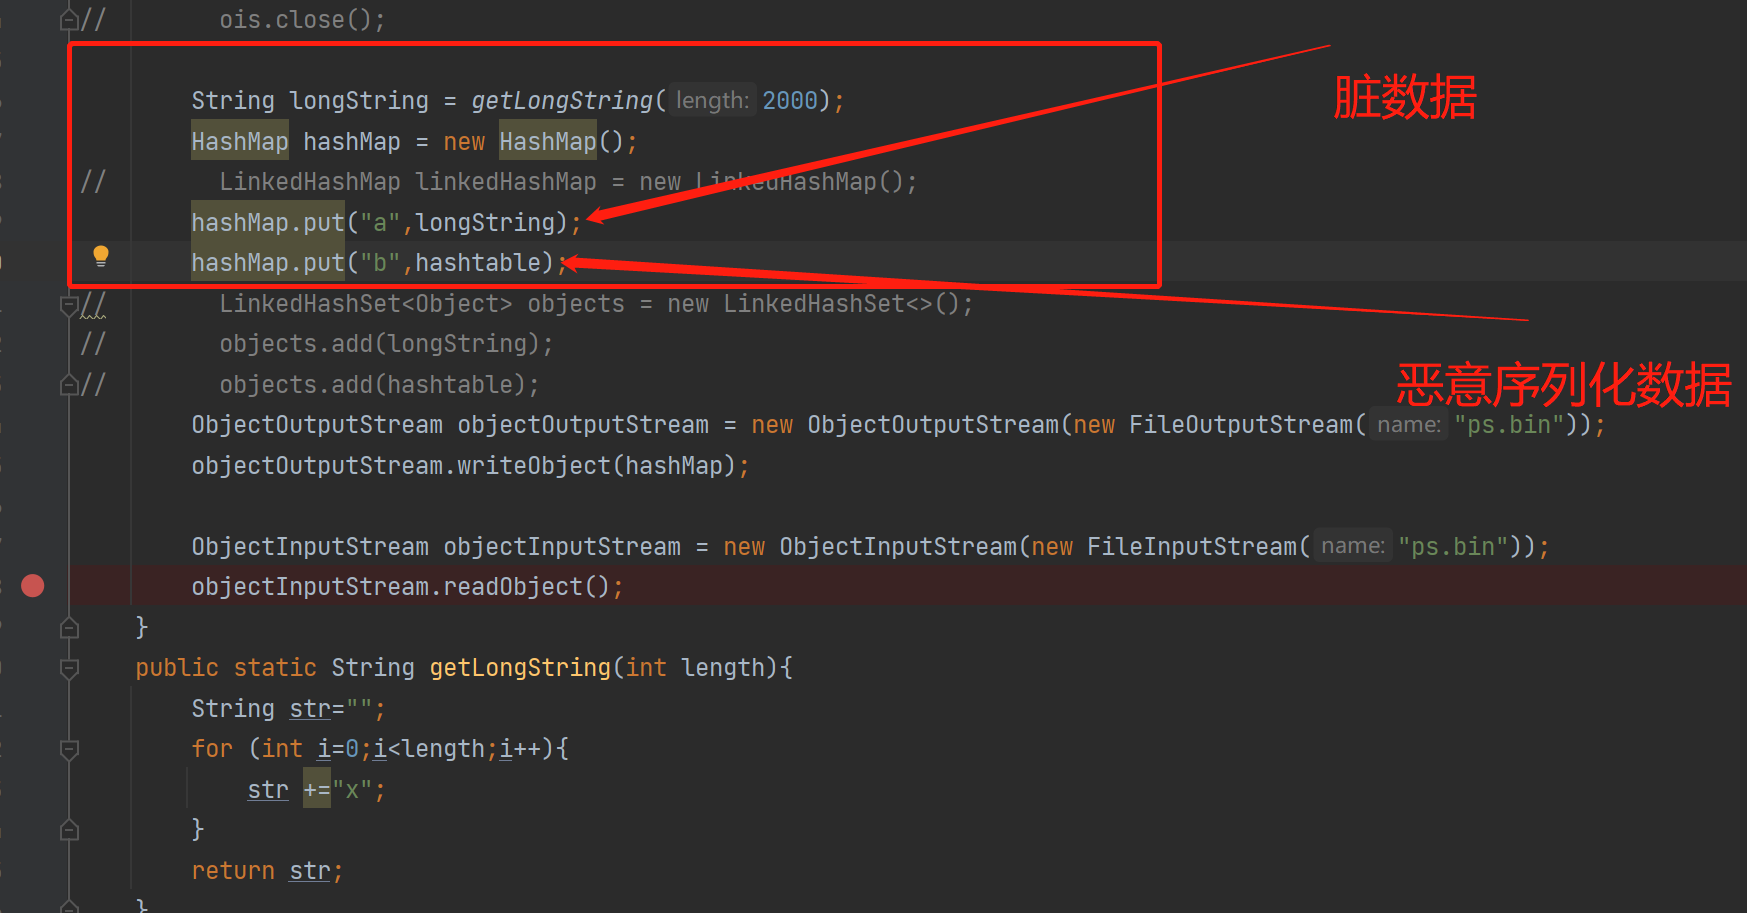 //        ois.close();
String longString = getLongString( length: 2000);
脏数据
HashMap hashMap = new HashMap();
//        LinkedHashMap linkedHashMap = new LinkedHashMap();
hashMap.put("a",longString);
hashMap.put("b",hashtable);
//        LinkedHashSet<Object> objects = new LinkedHashSet<>();
//        objects.add(longString);
//        objects.add(hashtable);
恶意序列化数据
ObjectOutputStream objectOutputStream = new ObjectOutputStream(new FileOutputStream( name: "ps.bin"));
objectOutputStream.writeObject(hashMap);
ObjectInputStream objectInputStream = new ObjectInputStream(new FileInputStream( name: "ps.bin"));
objectInputStream.readObject();
}
public static String getLongString(int length){
String str="";
for (int i=0;i<length;i++){
str +="x";
}
return str;
}